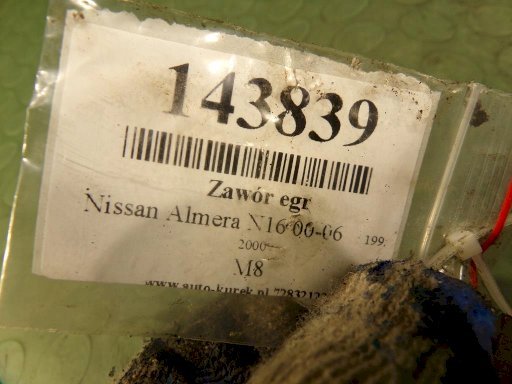 143839
Zawór egr
Nissan Almera N16 00-06 199
2000
M8
www.auto-kurek.pl